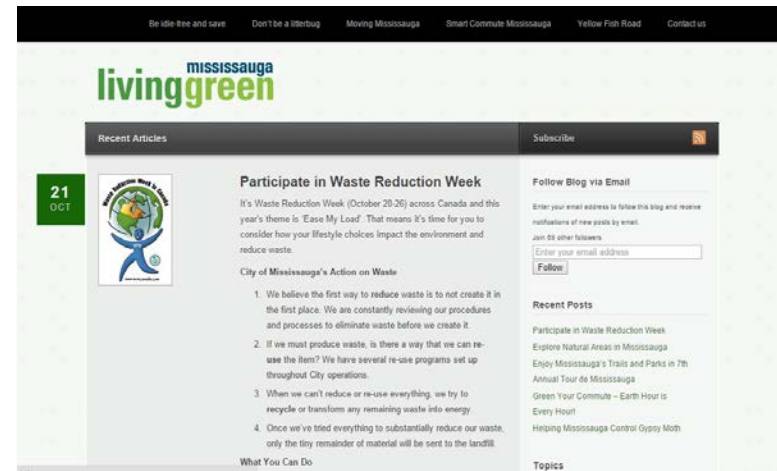 Be idle-free and save Don't be a litterbug Moving Mississauga Smart Commute Mississauga Yellow Fish Road Contact us
mississauga
livinggreen
Recent Articles
Subscribe
21
OCT
Waste Reduction Week in Canada
Participate in Waste Reduction Week
It's Waste Reduction Week (October 20-26) across Canada and this
year's theme is 'Ease My Load'. That means it's time for you to
consider how your lifestyle choices impact the environment and
reduce waste.
City of Mississauga's Action on Waste
1. We believe the first way to reduce waste is to not create it in
the first place. We are constantly reviewing our procedures
and processes to eliminate waste before we create it.
2. If we must produce waste, is there a way that we can re-
use the item? We have several re-use programs set up
throughout City operations.
3. When we can't reduce or re-use everything, we try to
recycle or transform any remaining waste into energy.
4. Once we've tried everything to substantially reduce our waste,
only the tiny remainder of material will be sent to the landfill.
What You Can Do
Follow Blog via Email
Enter your email address to follow this blog and receive
notifications of new posts by email.
Enter your email address
Follow
Recent Posts
Participate in Waste Reduction Week
Explore Natural Areas in Mississauga
Enjoy Mississauga's Trails and Parks in 7th
Annual Tour de Mississauga
Green Your Commute – Earth Hour is
Every Hour!
Helping Mississauga Control Gypsy Moth
Topics